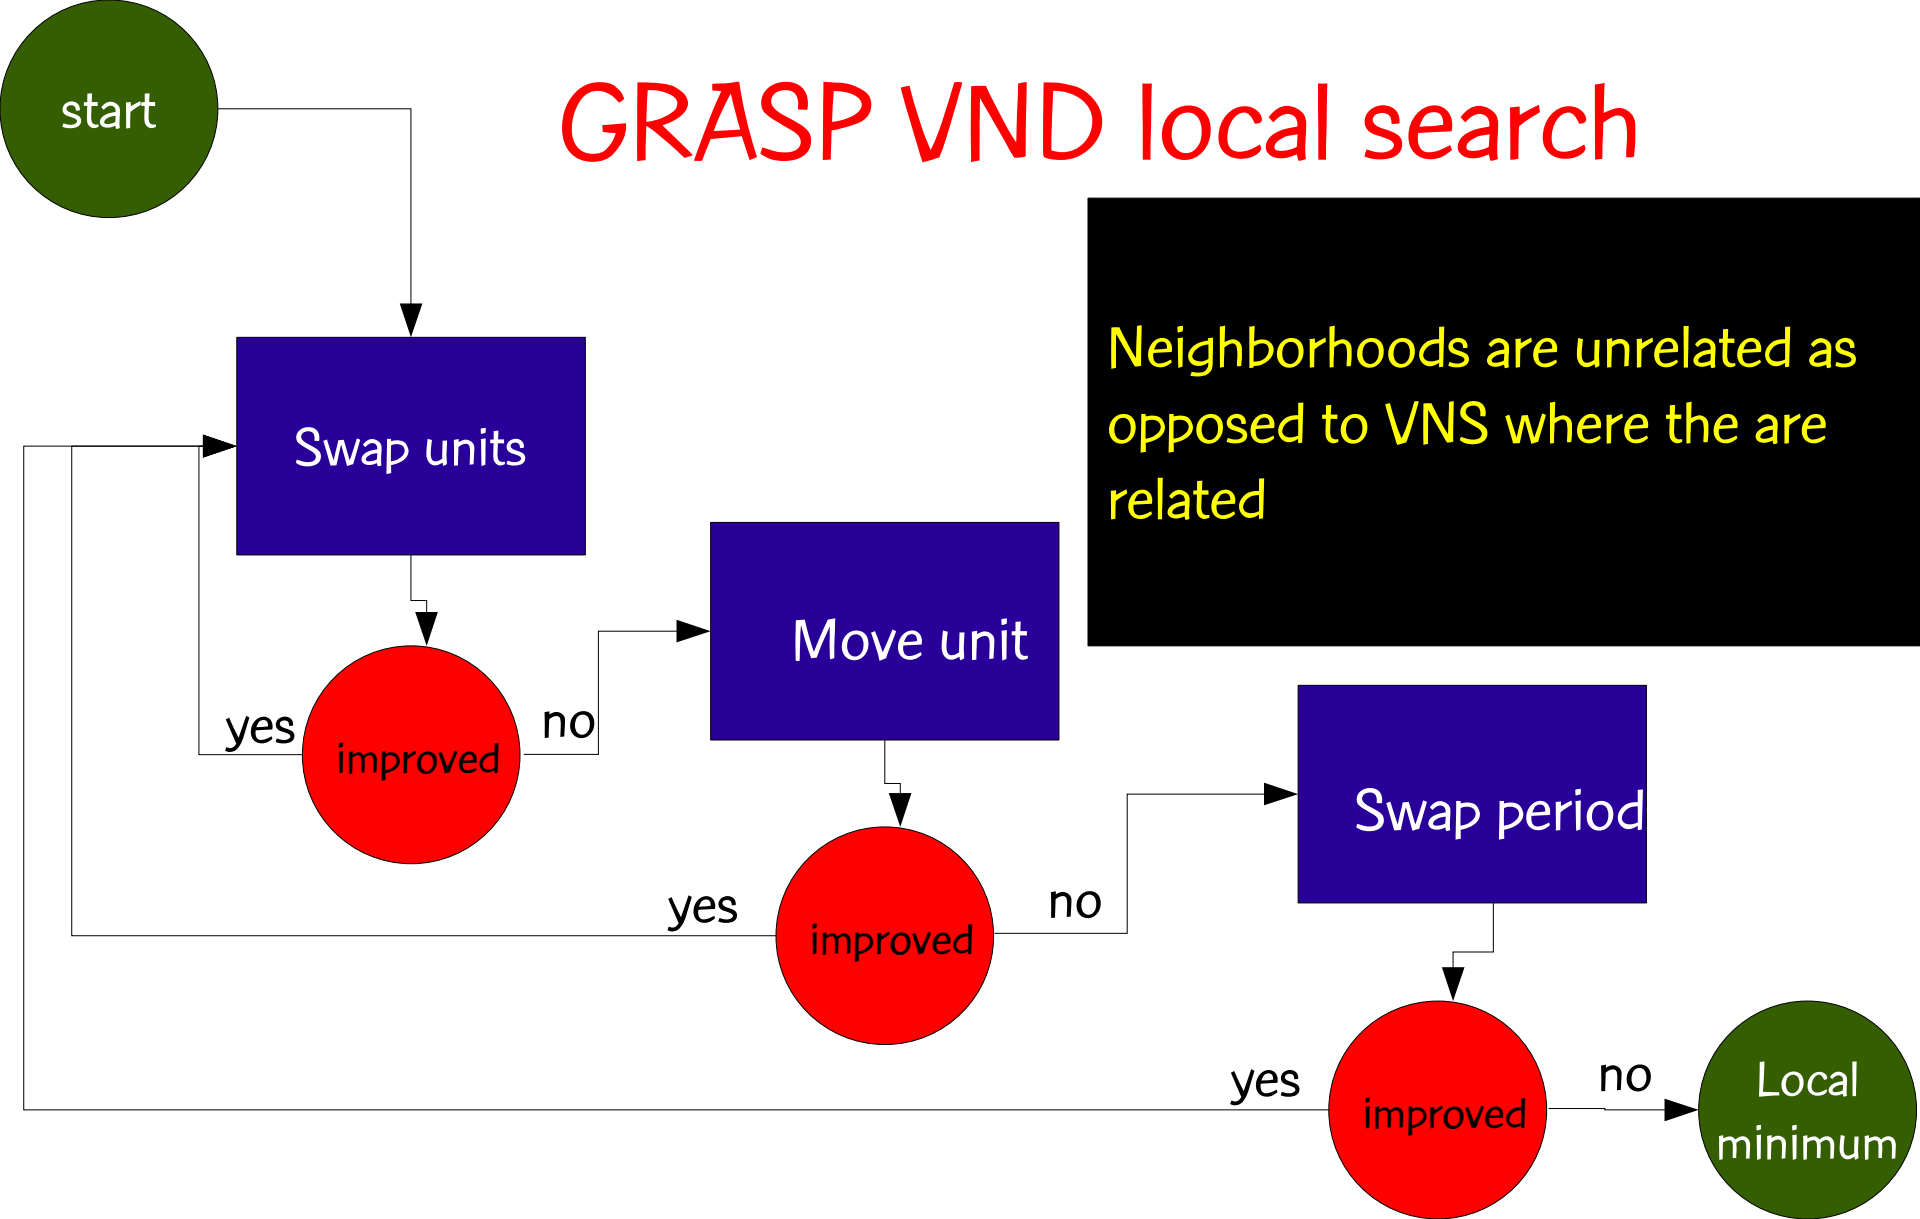 start
GRASP VND local search
Neighborhoods are unrelated as
opposed to VNS where the are
related
Swap units
Move unit
yes
improved
no
Swap period
yes
improved
no
yes
improved
no
Local
minimum